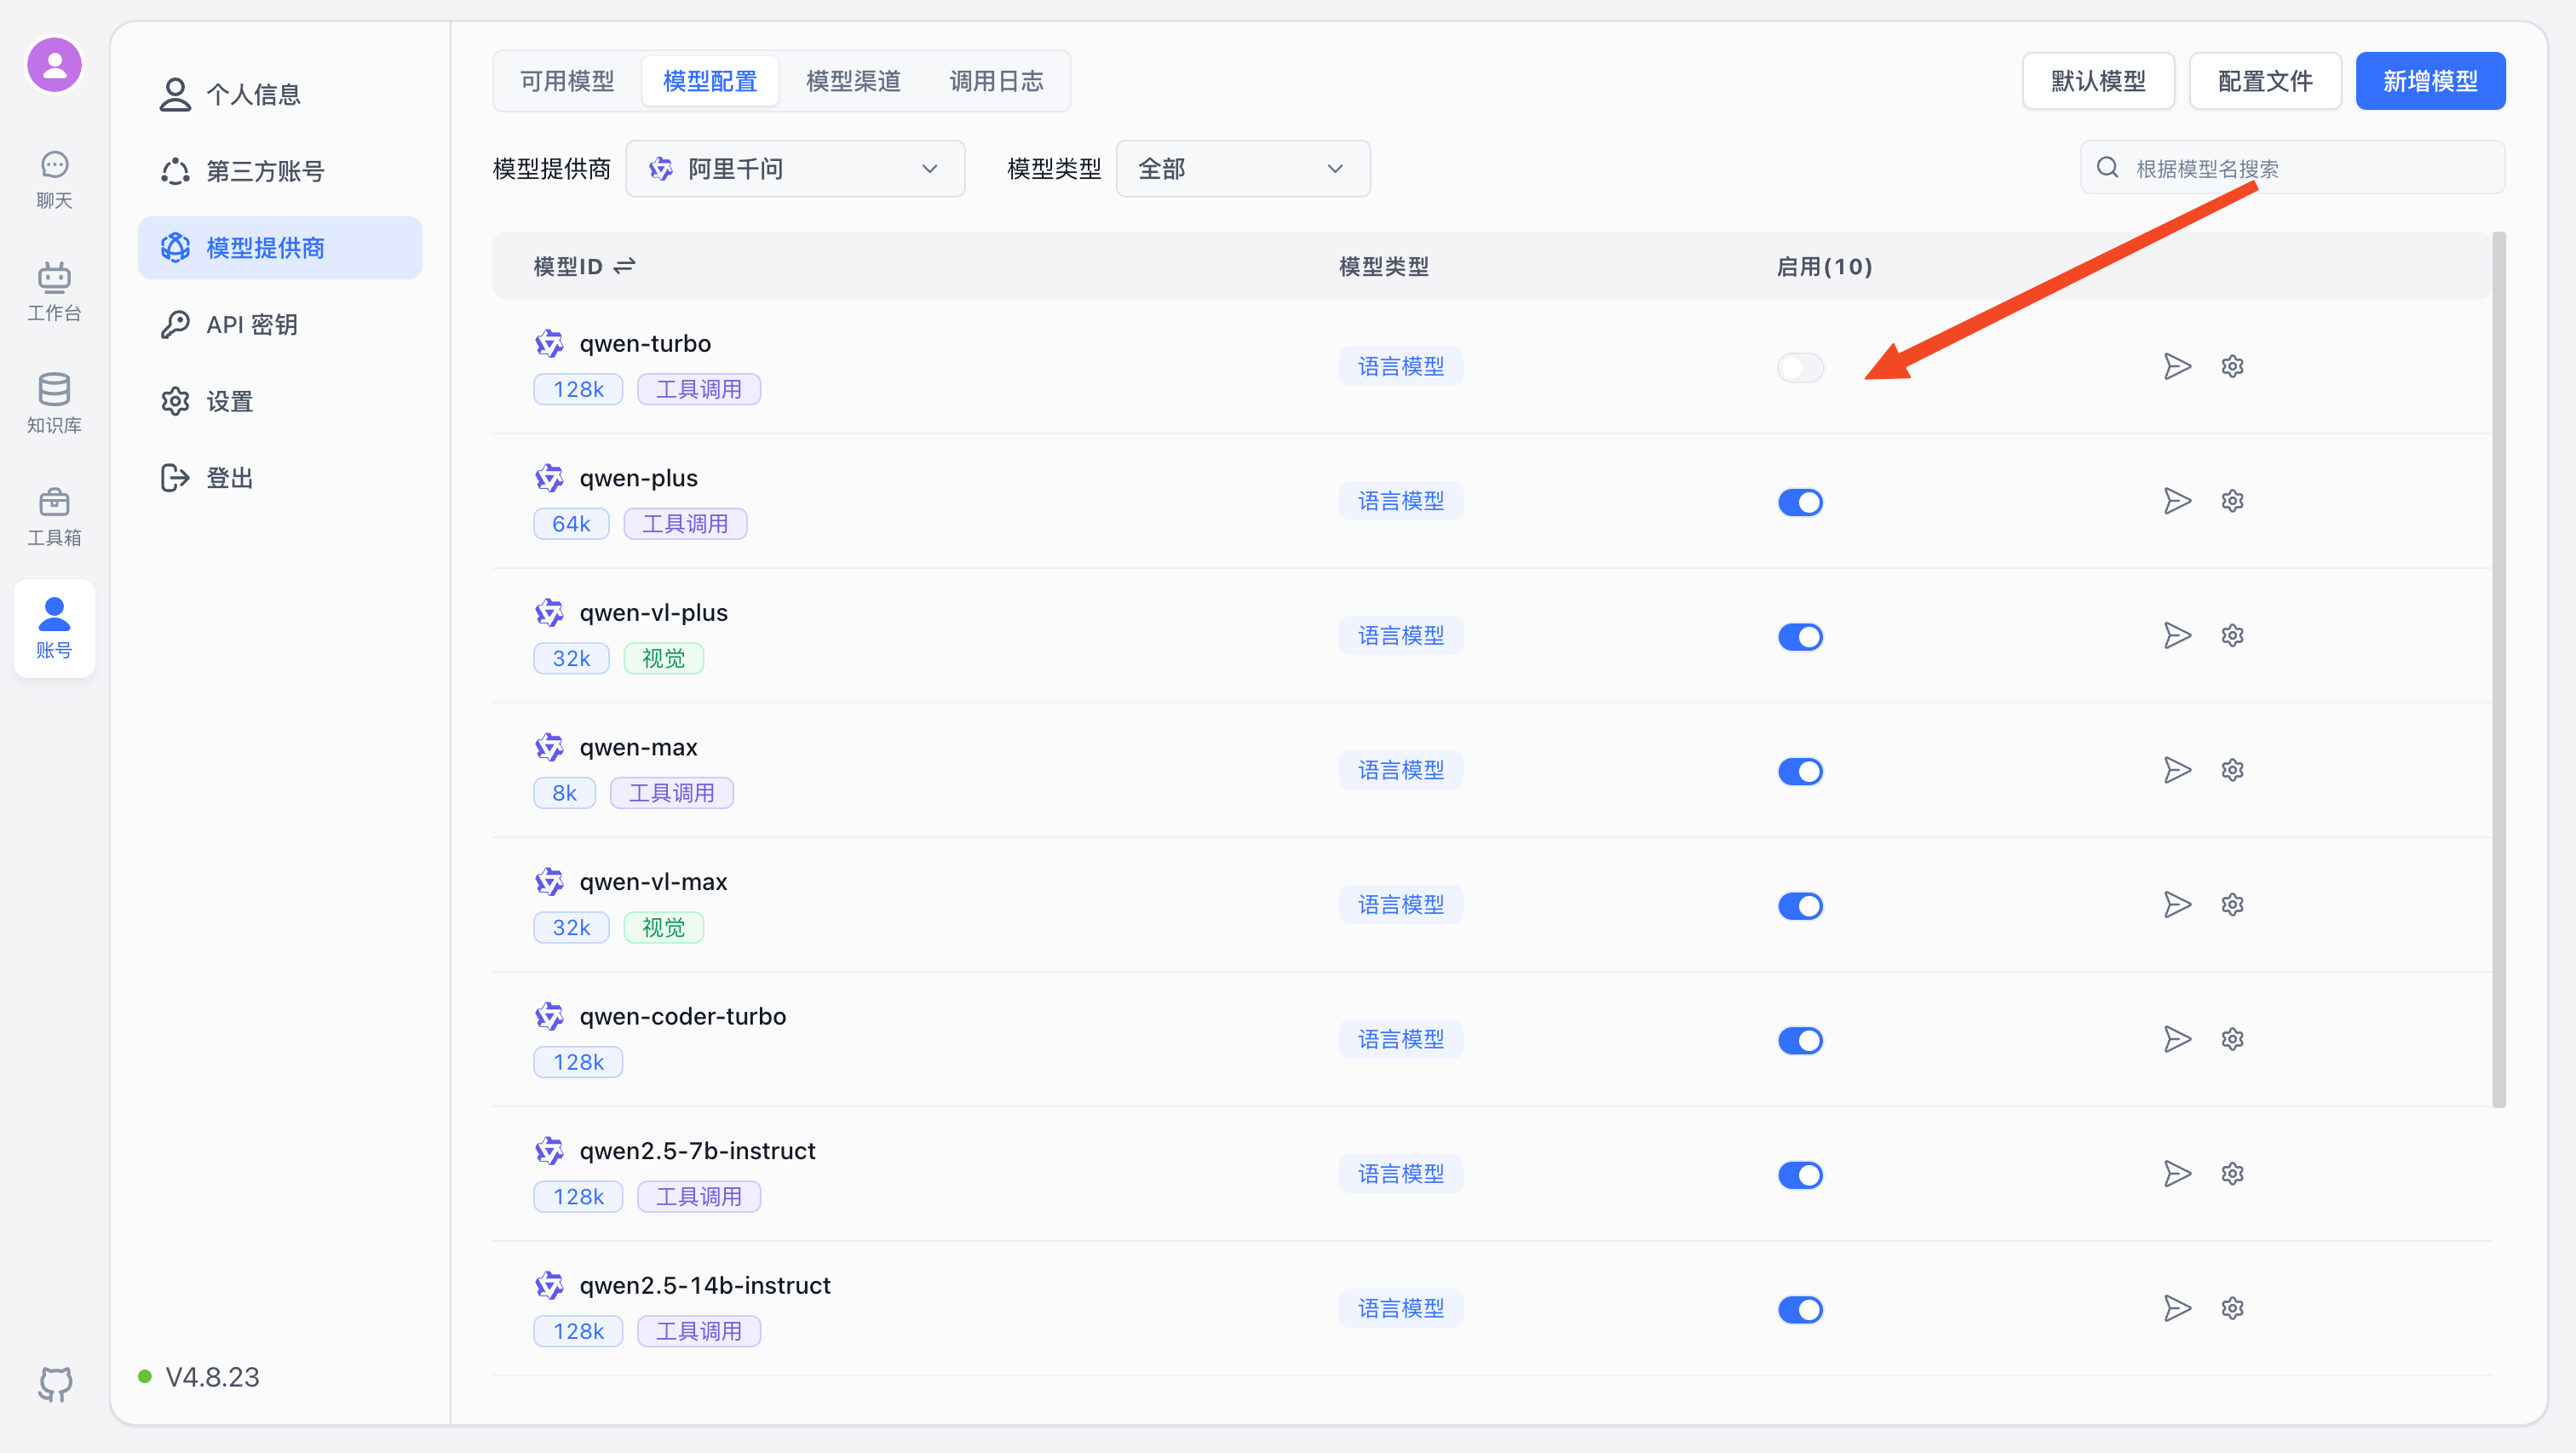 聊天
工作台
知识库
工具箱
账号
个人信息
第三方账号
模型提供商
API 密钥
设置
登出
V4.8.23
可用模型 模型配置 模型渠道 调用日志
默认模型 配置文件 新增模型
模型提供商 阿里千问 模型类型 全部
根据模型名搜索
模型ID 模型类型 启用(10)
qwen-turbo
128k 工具调用
语言模型
qwen-plus
64k 工具调用
语言模型
qwen-vl-plus
32k 视觉
语言模型
qwen-max
8k 工具调用
语言模型
qwen-vl-max
32k 视觉
语言模型
qwen-coder-turbo
128k
语言模型
qwen2.5-7b-instruct
128k 工具调用
语言模型
qwen2.5-14b-instruct
128k 工具调用
语言模型